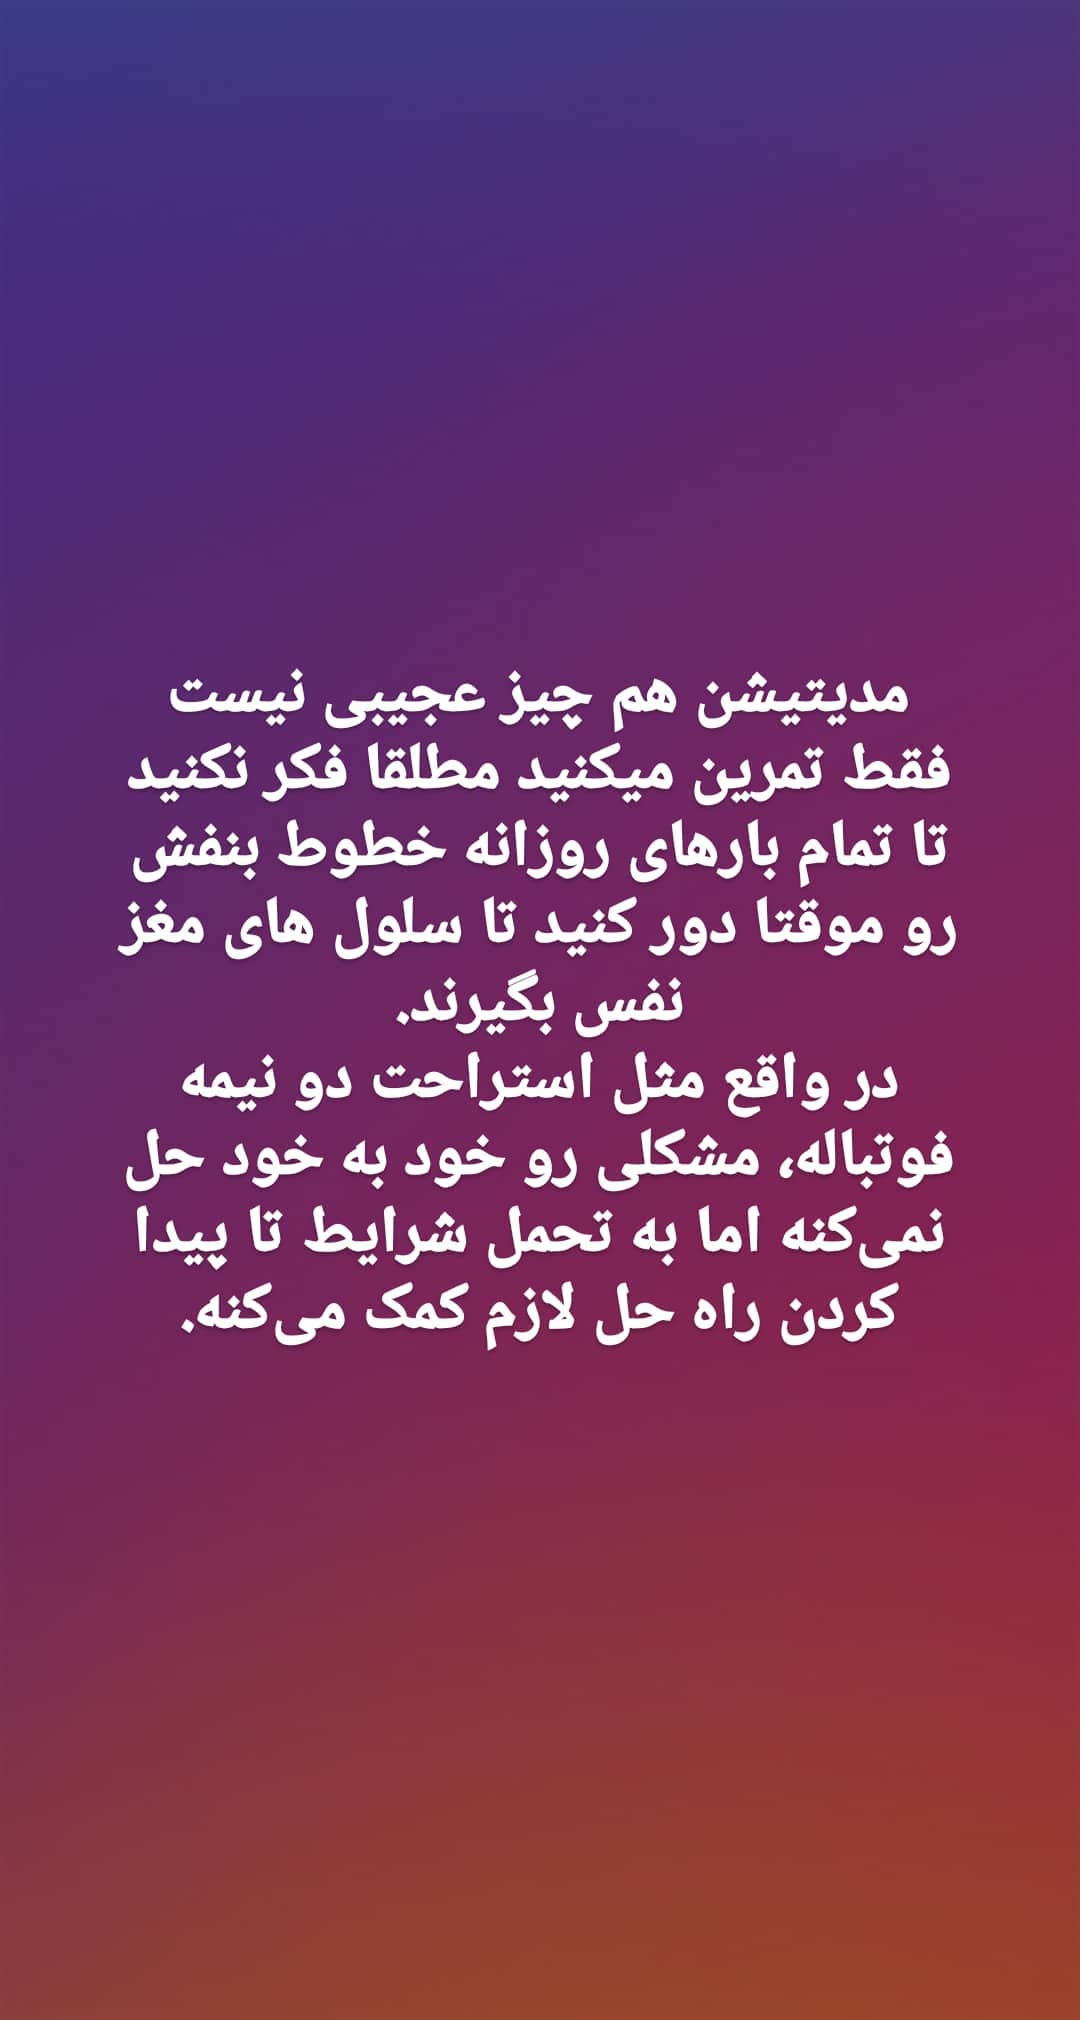 مدیتیشن هم چیز عجیبی نیست
فقط تمرین میکنید مطلقا فکر نکنید
تا تمام بارهای روزانه خطوط بنفش
رو موقتا دور کنید تا سلول های مغز
نفس بگیرند.
در واقع مثل استراحت دو نیمه
فوتباله، مشکلی رو خود به خود حل
نمی‌کنه اما به تحمل شرایط تا پیدا
کردن راه حل لازم کمک می‌کنه.